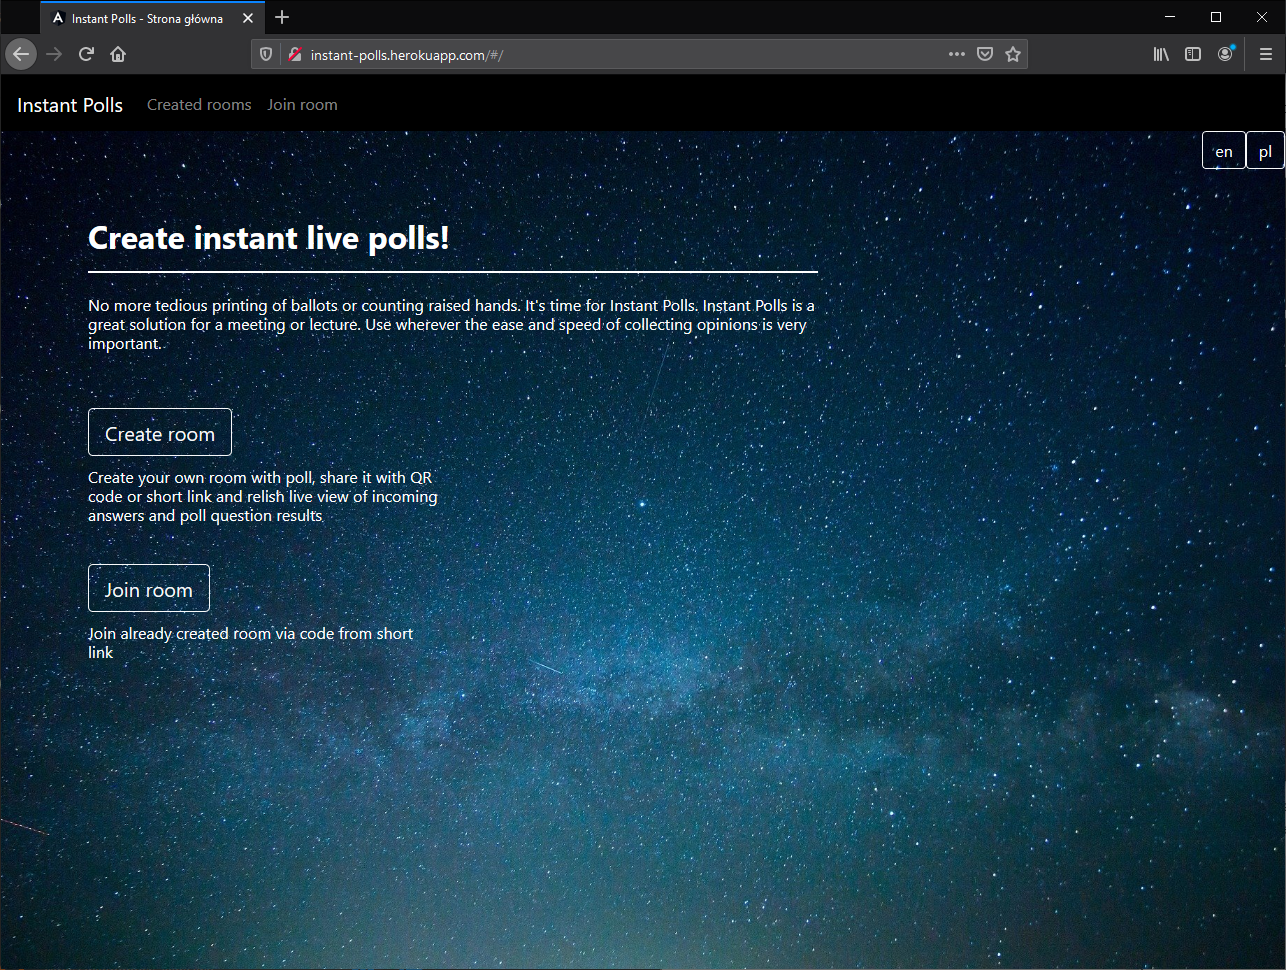 Instant Polls - Strona główna
instant-polls.herokuapp.com/#/
Instant Polls Created rooms Join room
en pl
Create instant live polls!
No more tedious printing of ballots or counting raised hands. It's time for Instant Polls. Instant Polls is a
great solution for a meeting or lecture. Use wherever the ease and speed of collecting opinions is very
important.
Create room
Create your own room with poll, share it with QR
code or short link and relish live view of incoming
answers and poll question results
Join room
Join already created room via code from short
link